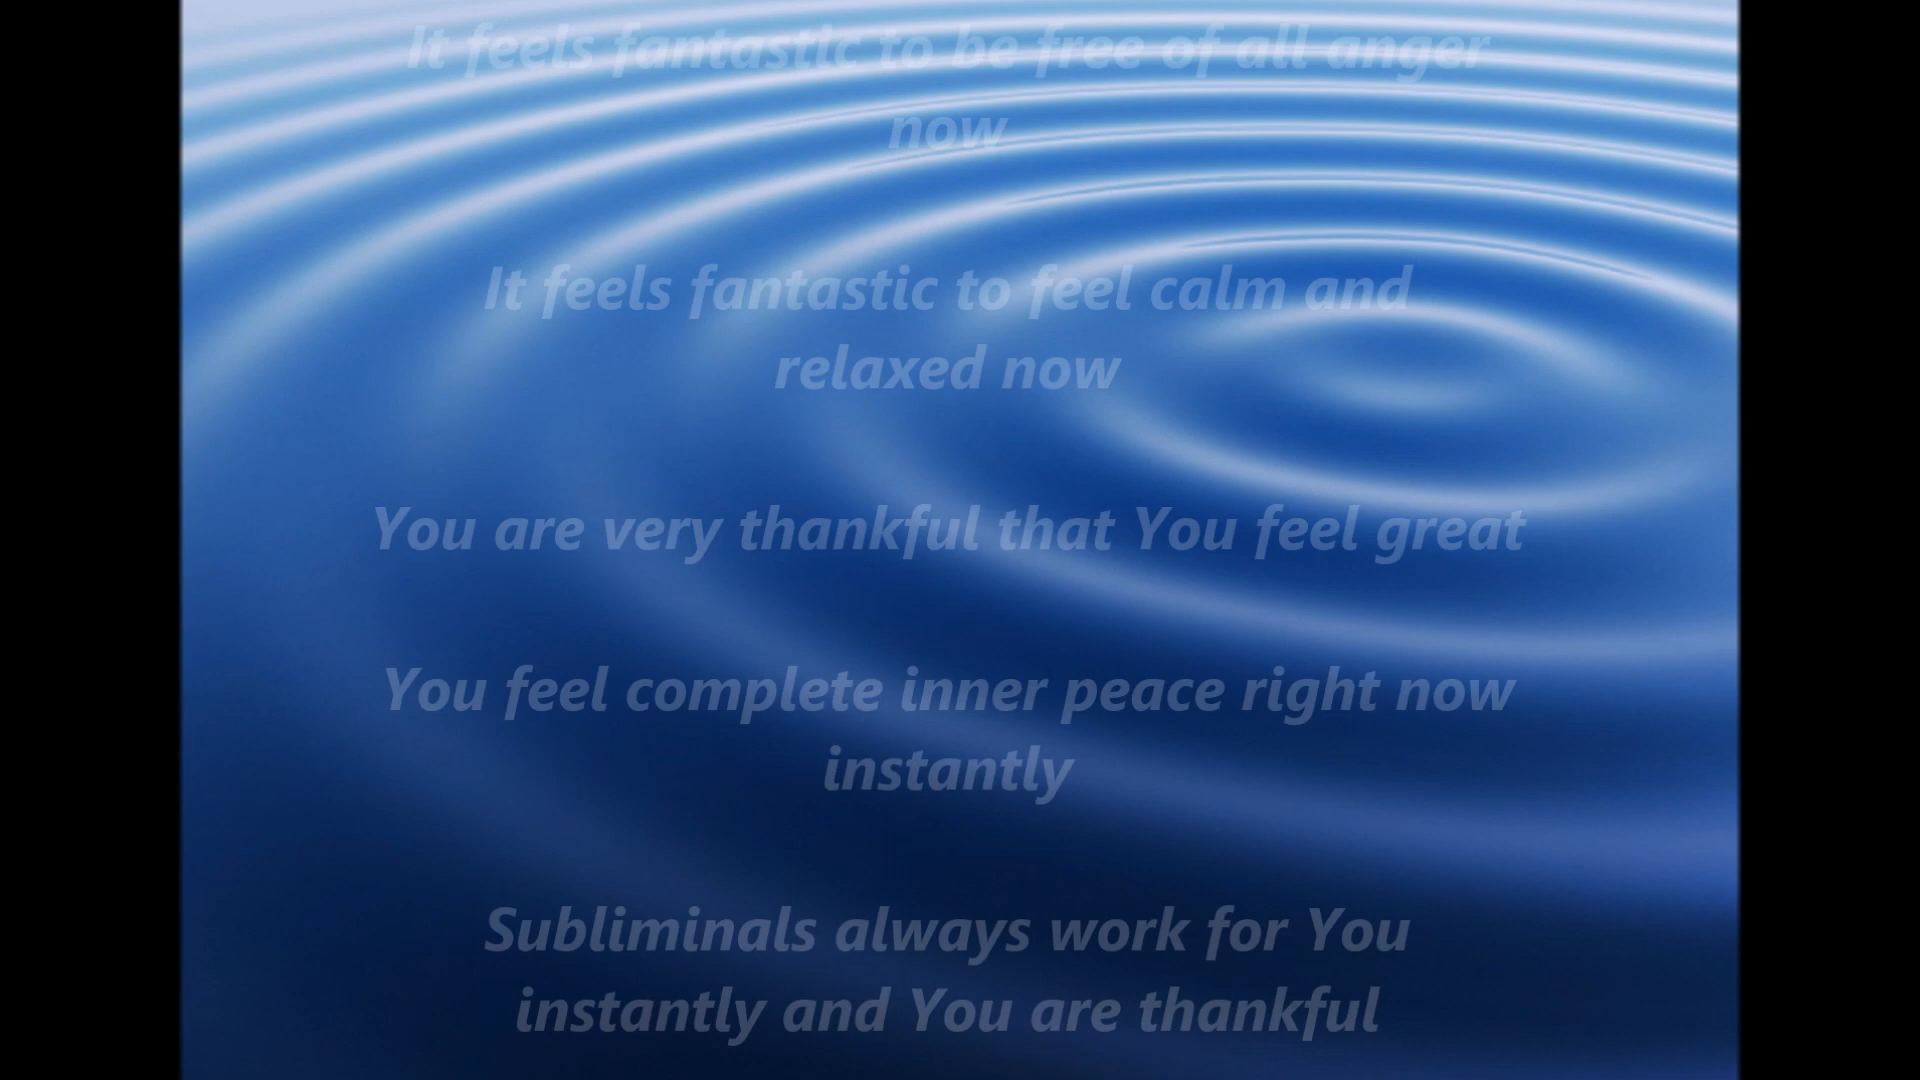 It feels fantastic to be free of all anger
now
It feels fantastic to feel calm and
relaxed now
You are very thankful that You feel great
You feel complete inner peace right now
instantly
Subliminals always work for You
instantly and You are thankful